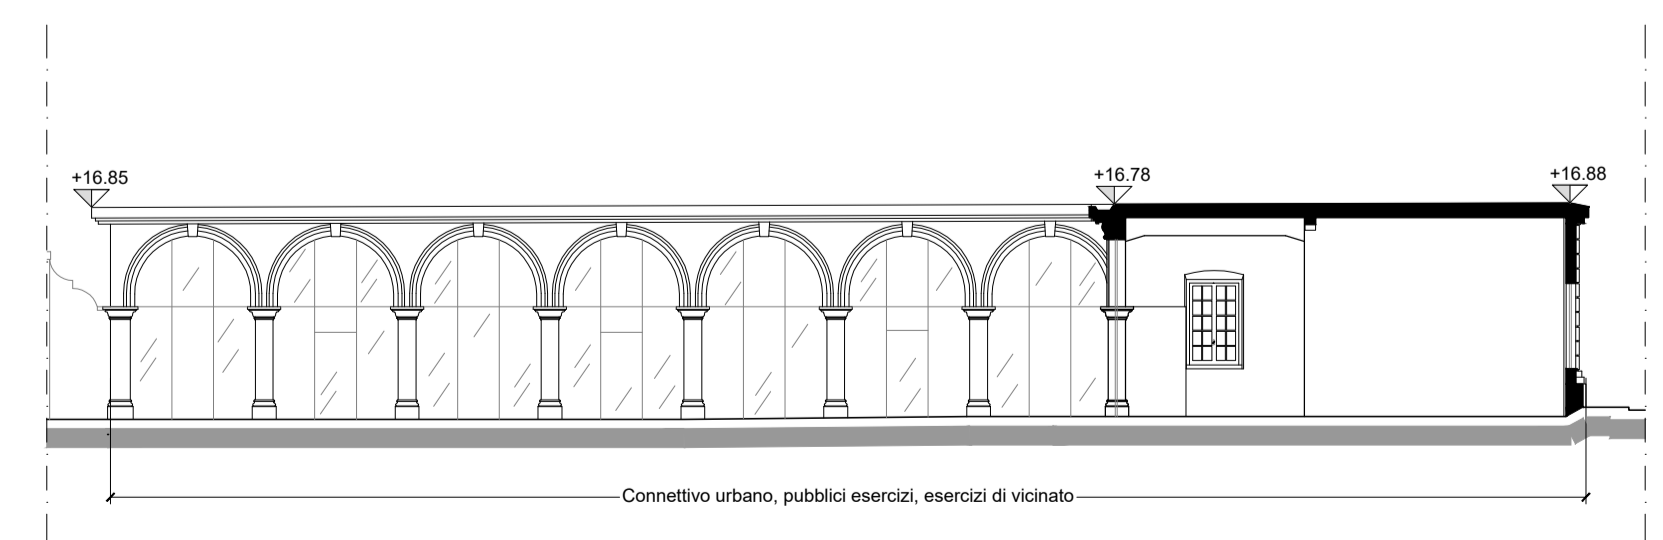 +16.85
+16.78
+16.88
Connettivo urbano, pubblici esercizi, esercizi di vicinato